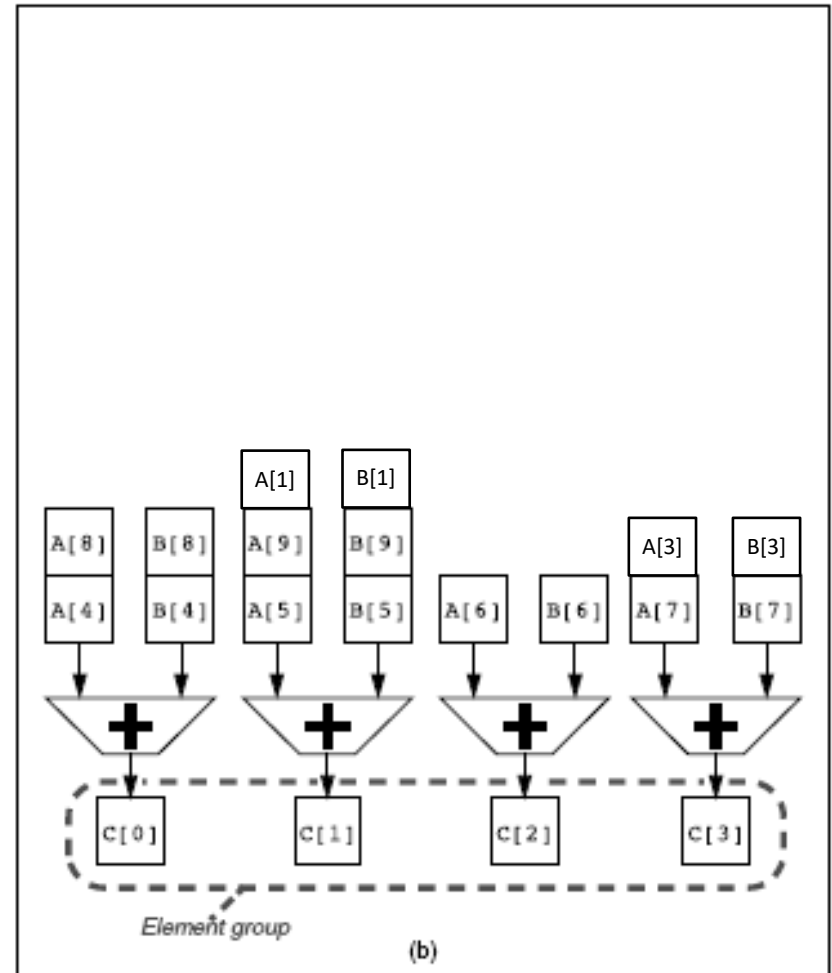 A[1] B[1]
A[8] B[8] A[9] B[9] A[3] B[3]
A[4] B[4] A[5] B[5] A[6] B[6] A[7] B[7]
+ + + +
C[0] C[1] C[2] C[3]
Element group
(b)